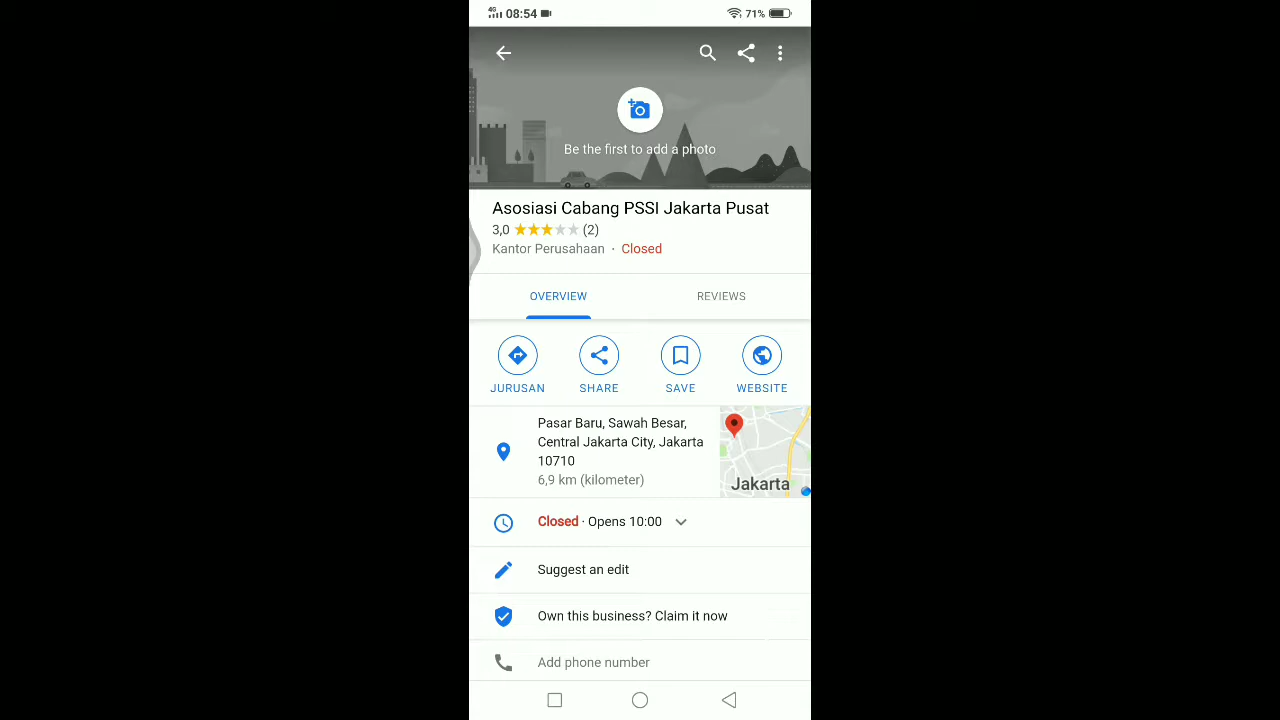 4G 08:54 71%
Be the first to add a photo
Asosiasi Cabang PSSI Jakarta Pusat
3,0 (2)
Kantor Perusahaan · Closed
OVERVIEW REVIEWS
JURUSAN SHARE SAVE WEBSITE
Pasar Baru, Sawah Besar,
Central Jakarta City, Jakarta
10710
6,9 km (kilometer)
Jakarta
Closed · Opens 10:00
Suggest an edit
Own this business? Claim it now
Add phone number